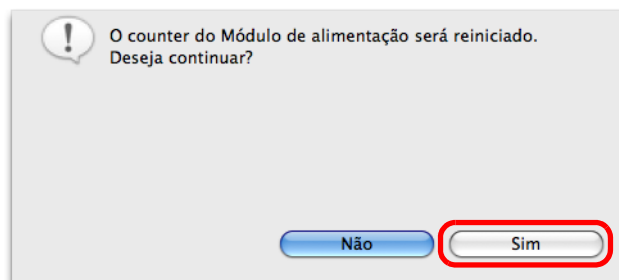 O counter do Módulo de alimentação será reiniciado.
Deseja continuar?
Não Sim